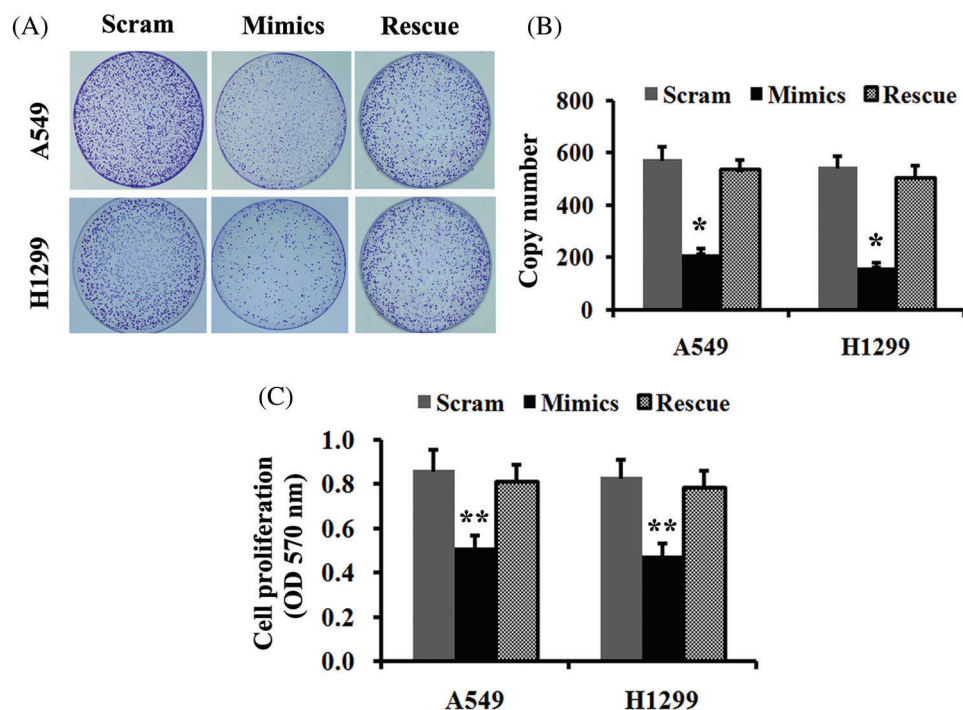 (A)
Scram Mimics Rescue
A549
H1299
(B)
Scram Mimics Rescue
Copy number
800
600
400
200
0
*
*
A549 H1299
(C)
Scram Mimics Rescue
Cell proliferation
(OD 570 nm)
1.0
0.8
0.6
0.4
0.2
0.0
**
**
A549 H1299